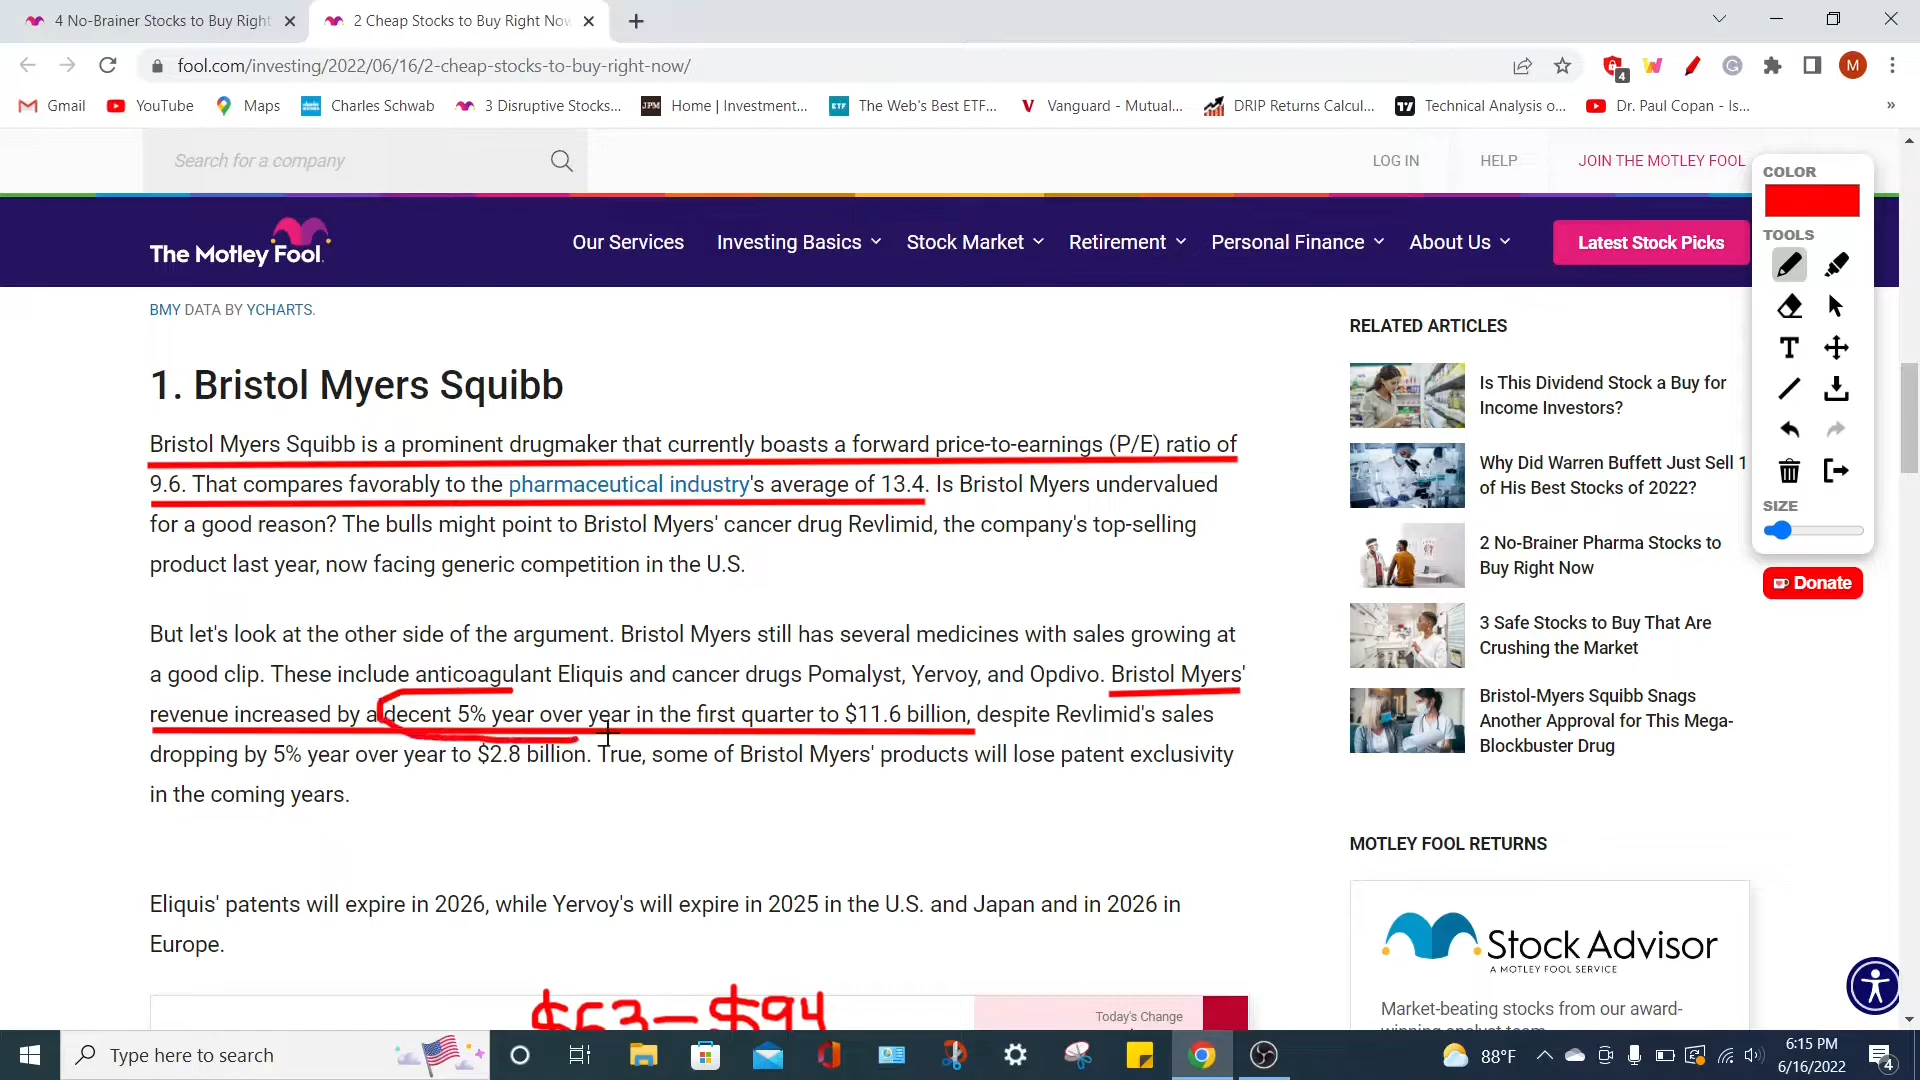 4 No-Brainer Stocks to Buy Right
2 Cheap Stocks to Buy Right Now
fool.com/investing/2022/06/16/2-cheap-stocks-to-buy-right-now/
4
M
Gmail
YouTube
Maps
Charles Schwab
3 Disruptive Stocks...
JPM
Home | Investment...
ETF
The Web's Best ETF...
V
Vanguard - Mutual...
DRIP Returns Calcul...
Technical Analysis o...
Dr. Paul Copan - Is...
»
Search for a company
LOG IN
HELP
JOIN THE MOTLEY FOOL
The Motley Fool.
Our Services
Investing Basics
Stock Market
Retirement
Personal Finance
About Us
Latest Stock Picks
COLOR
TOOLS
T
SIZE
Donate
BMY DATA BY YCHARTS.
1. Bristol Myers Squibb
Bristol Myers Squibb is a prominent drugmaker that currently boasts a forward price-to-earnings (P/E) ratio of
9.6. That compares favorably to the pharmaceutical industry's average of 13.4. Is Bristol Myers undervalued
for a good reason? The bulls might point to Bristol Myers' cancer drug Revlimid, the company's top-selling
product last year, now facing generic competition in the U.S.
But let's look at the other side of the argument. Bristol Myers still has several medicines with sales growing at
a good clip. These include anticoagulant Eliquis and cancer drugs Pomalyst, Yervoy, and Opdivo. Bristol Myers'
revenue increased by a decent 5% year over year in the first quarter to $11.6 billion, despite Revlimid's sales
dropping by 5% year over year to $2.8 billion. True, some of Bristol Myers' products will lose patent exclusivity
in the coming years.
Eliquis' patents will expire in 2026, while Yervoy's will expire in 2025 in the U.S. and Japan and in 2026 in
Europe.
$53-$94
Today's Change
RELATED ARTICLES
Is This Dividend Stock a Buy for
Income Investors?
Why Did Warren Buffett Just Sell 1
of His Best Stocks of 2022?
2 No-Brainer Pharma Stocks to
Buy Right Now
3 Safe Stocks to Buy That Are
Crushing the Market
Bristol-Myers Squibb Snags
Another Approval for This Mega-
Blockbuster Drug
MOTLEY FOOL RETURNS
Stock Advisor
A MOTLEY FOOL SERVICE
Market-beating stocks from our award-
winning analyst team.
Type here to search
88°F
6:15 PM
6/16/2022
4